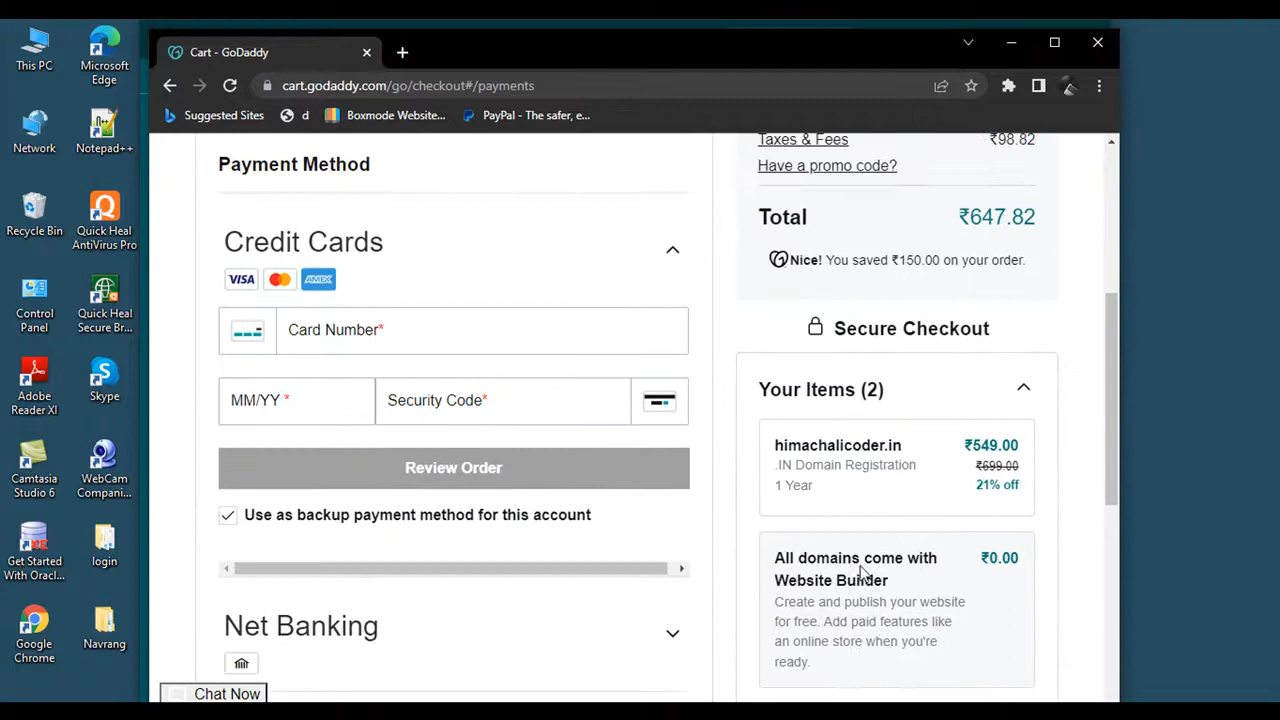 This PC
Microsoft
Edge
Network
Notepad++
Recycle Bin
Quick Heal
AntiVirus Pro
Control
Panel
Quick Heal
Secure Br...
Adobe
Reader XI
Skype
Camtasia
Studio 6
WebCam
Compani...
Get Started
With Oracl...
login
Google
Chrome
Navrang
Cart - GoDaddy
cart.godaddy.com/go/checkout#/payments
Suggested Sites
d
Boxmode Website...
PayPal - The safer, e...
Payment Method
Credit Cards
VISA
AMEX
Card Number*
MM/YY *
Security Code*
Review Order
Use as backup payment method for this account
Net Banking
Chat Now
Taxes & Fees ₹98.82
Have a promo code?
Total ₹647.82
Nice! You saved ₹150.00 on your order.
Secure Checkout
Your Items (2)
himachalicoder.in ₹549.00
.IN Domain Registration ₹699.00
1 Year 21% off
All domains come with ₹0.00
Website Builder
Create and publish your website
for free. Add paid features like
an online store when you're
ready.